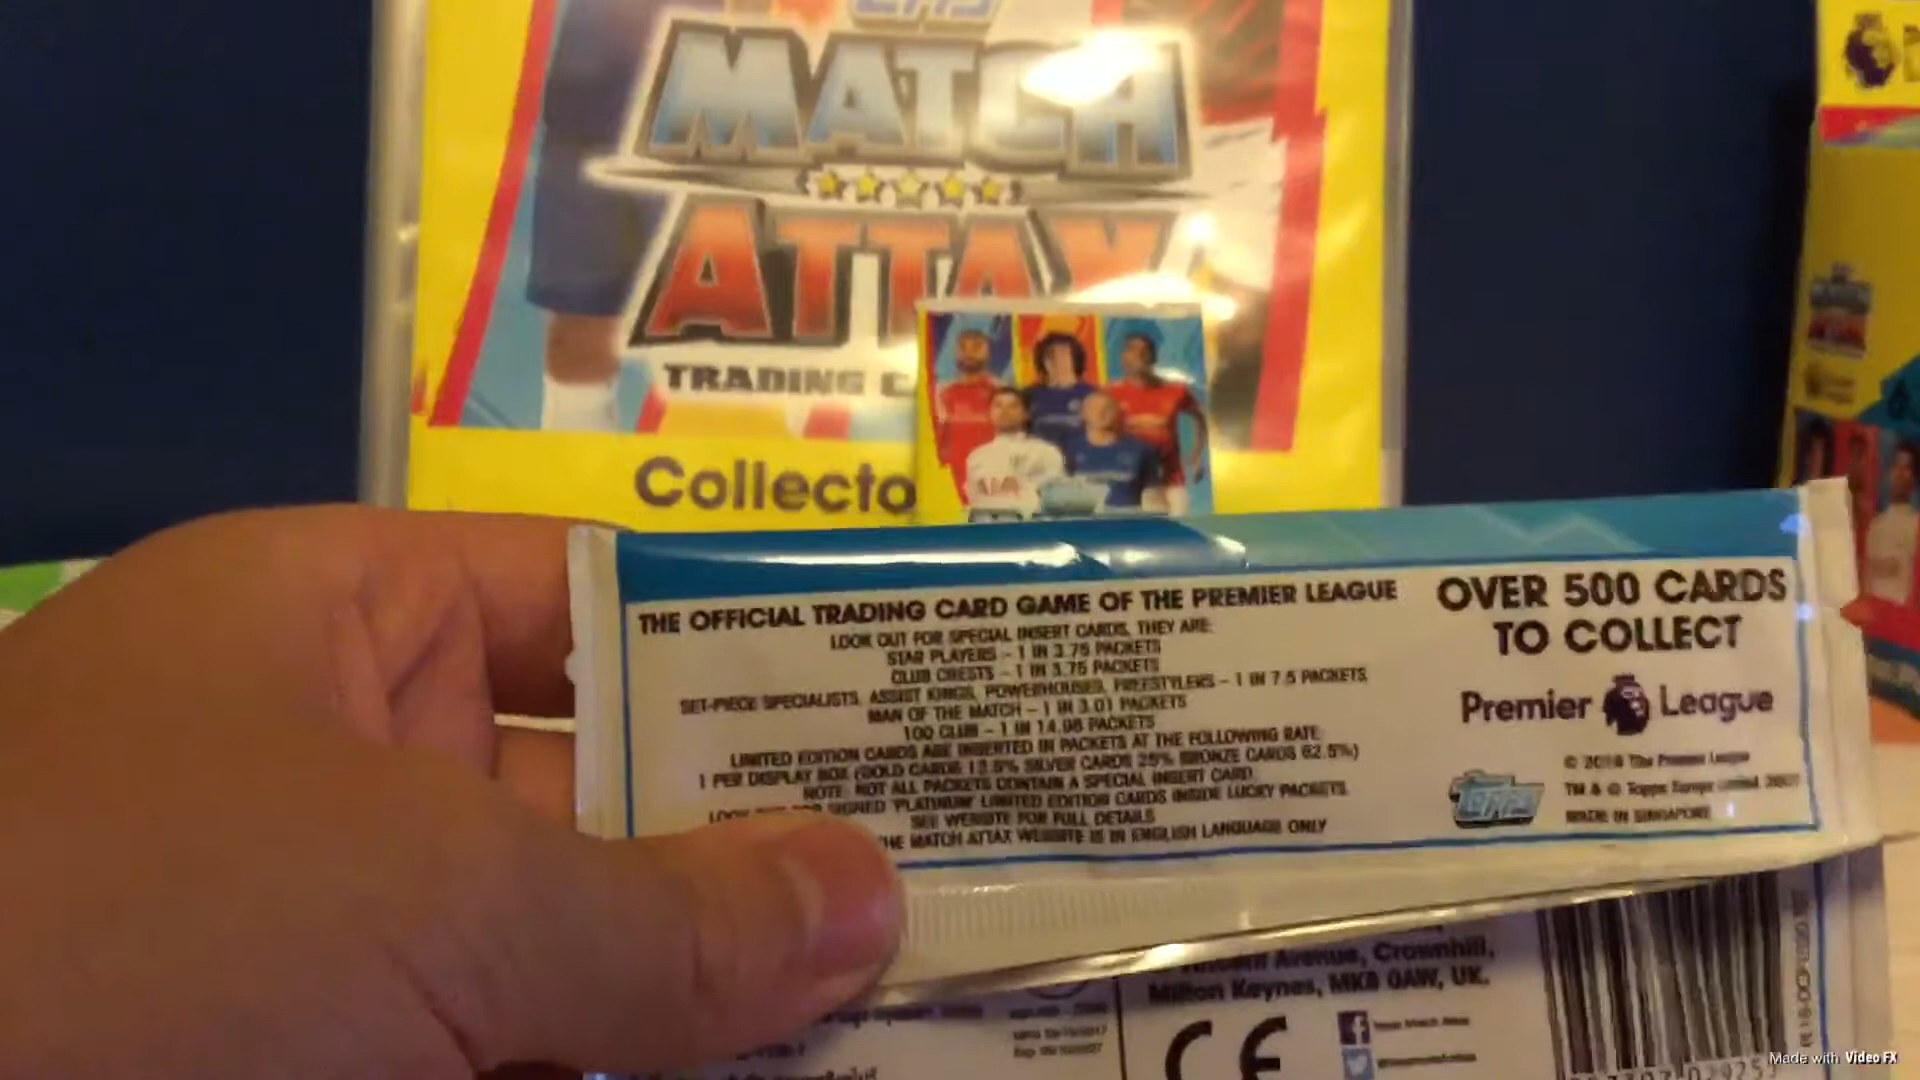 MATCH
ATTAX
TRADING
Collecto
THE OFFICIAL TRADING CARD GAME OF THE PREMIER LEAGUE
LOOK OUT FOR SPECIAL INSERT CARDS, THEY ARE:
STAR PLAYERS - 1 IN 3.75 PACKETS
CLUB CRESTS - 1 IN 3.75 PACKETS
SET-PIECE SPECIALISTS, ASSIST KINGS, POWERHOUSES, FREESTYLERS - 1 IN 7.5 PACKETS
MAN OF THE MATCH - 1 IN 3.01 PACKETS
100 CLUB - 1 IN 14.98 PACKETS
LIMITED EDITION CARDS ARE INSERTED IN PACKETS AT THE FOLLOWING RATE:
1 PER DISPLAY BOX (GOLD CARDS 12.5% SILVER CARDS 25% BRONZE CARDS 62.5%)
NOTE: NOT ALL PACKETS CONTAIN A SPECIAL INSERT CARD.
SIGNED 'PLATINUM' LIMITED EDITION CARDS INSIDE LUCKY PACKETS.
SEE WEBSITE FOR FULL DETAILS
THE MATCH ATTAX WEBSITE IS IN ENGLISH LANGUAGE ONLY
OVER 500 CARDS
TO COLLECT
Premier League
The Premier League
Topps
TM & © Topps Europe Limited
MADE IN SINGAPORE
Avenue, Crownhill,
Milton Keynes, MK8 0AW, UK.
CE
Made with Video FX